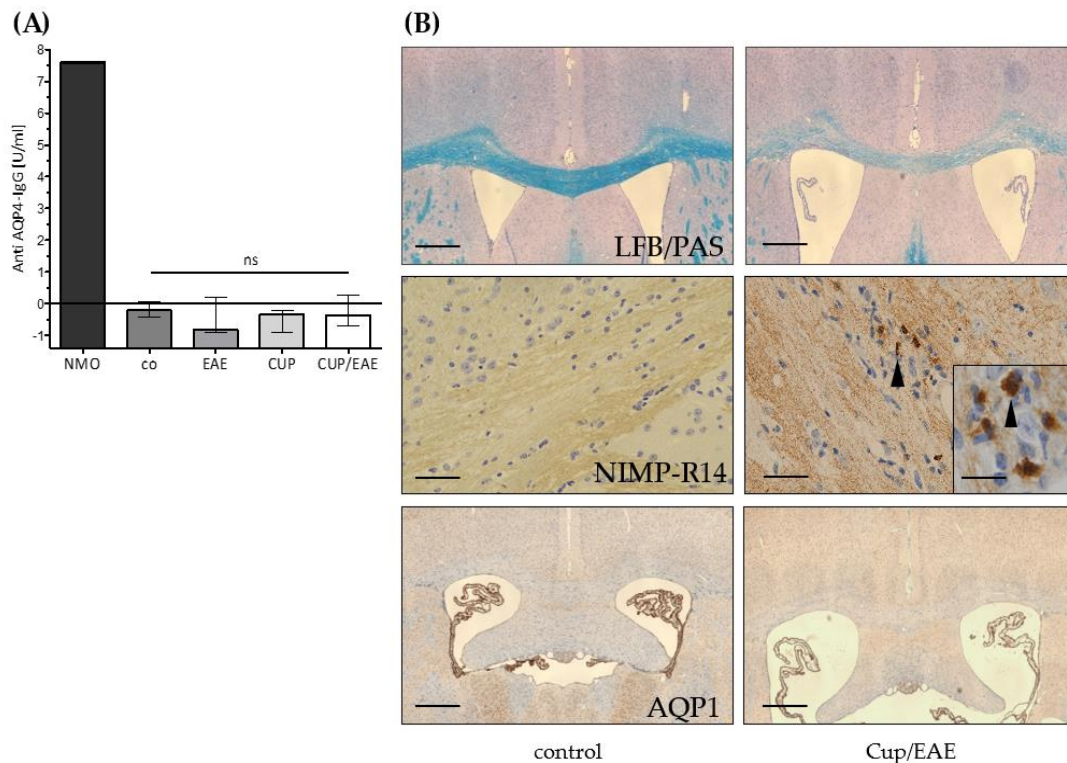 (A)
8
7
6
5
4
3
2
1
0
-1
Anti AQP4-IgG [U/ml]
ns
NMO
co
EAE
CUP
CUP/EAE
(B)
LFB/PAS
NIMP-R14
AQP1
control
Cup/EAE